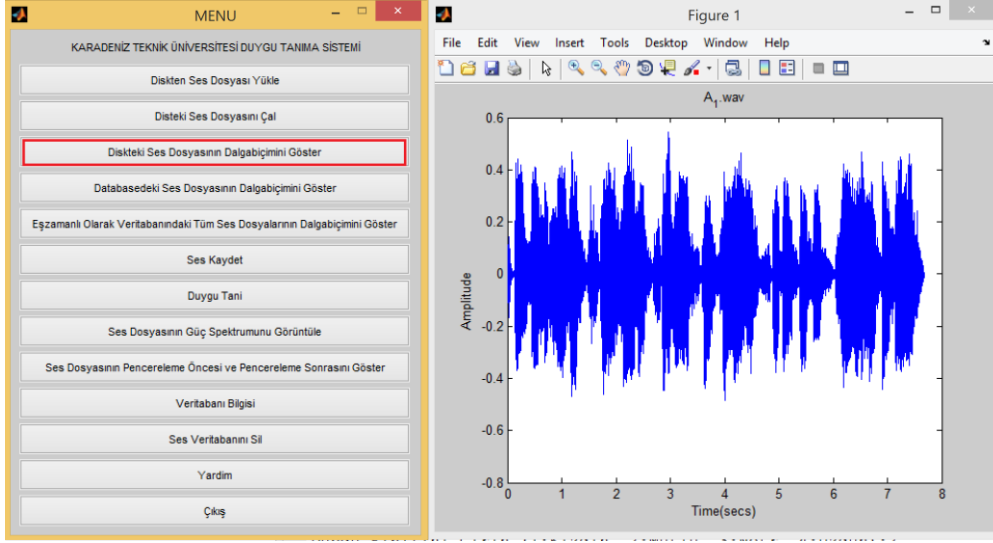 MENU
KARADENİZ TEKNİK ÜNİVERSİTESİ DUYGU TANIMA SİSTEMİ
Diskten Ses Dosyası Yükle
Disteki Ses Dosyasını Çal
Diskteki Ses Dosyasının Dalgabiçimini Göster
Databasedeki Ses Dosyasının Dalgabiçimini Göster
Eşzamanlı Olarak Veritabanındaki Tüm Ses Dosyalarının Dalgabiçimini Göster
Ses Kaydet
Duygu Tani
Ses Dosyasının Güç Spektrumunu Görüntüle
Ses Dosyasının Pencereleme Öncesi ve Pencereleme Sonrasını Göster
Veritabanı Bilgisi
Ses Veritabanını Sil
Yardim
Çıkış
Figure 1
File Edit View Insert Tools Desktop Window Help
A1.wav
0.6
0.4
0.2
0
-0.2
-0.4
-0.6
-0.8
Amplitude
0 1 2 3 4 5 6 7 8
Time(secs)